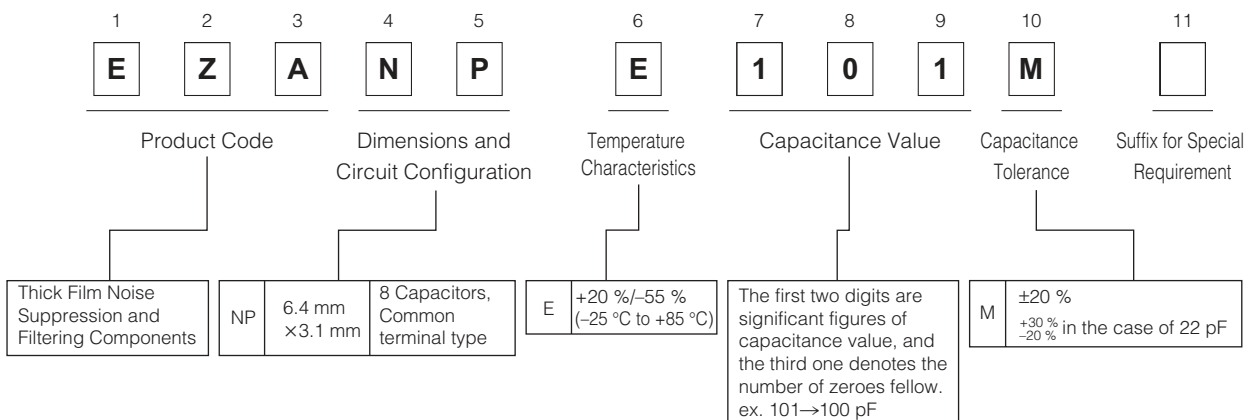 1 2 3 4 5 6 7 8 9 10 11
E Z A N P E 1 0 1 M
Product Code
Dimensions and
Circuit Configuration
Temperature
Characteristics
Capacitance Value
Capacitance
Tolerance
Suffix for Special
Requirement
Thick Film Noise
Suppression and
Filtering Components
NP
6.4 mm
×3.1 mm
8 Capacitors,
Common
terminal type
E
+20 %/–55 %
(–25 °C to +85 °C)
The first two digits are
significant figures of
capacitance value, and
the third one denotes the
number of zeroes fellow.
ex. 101→100 pF
M
±20 %
+30 %
–20 % in the case of 22 pF